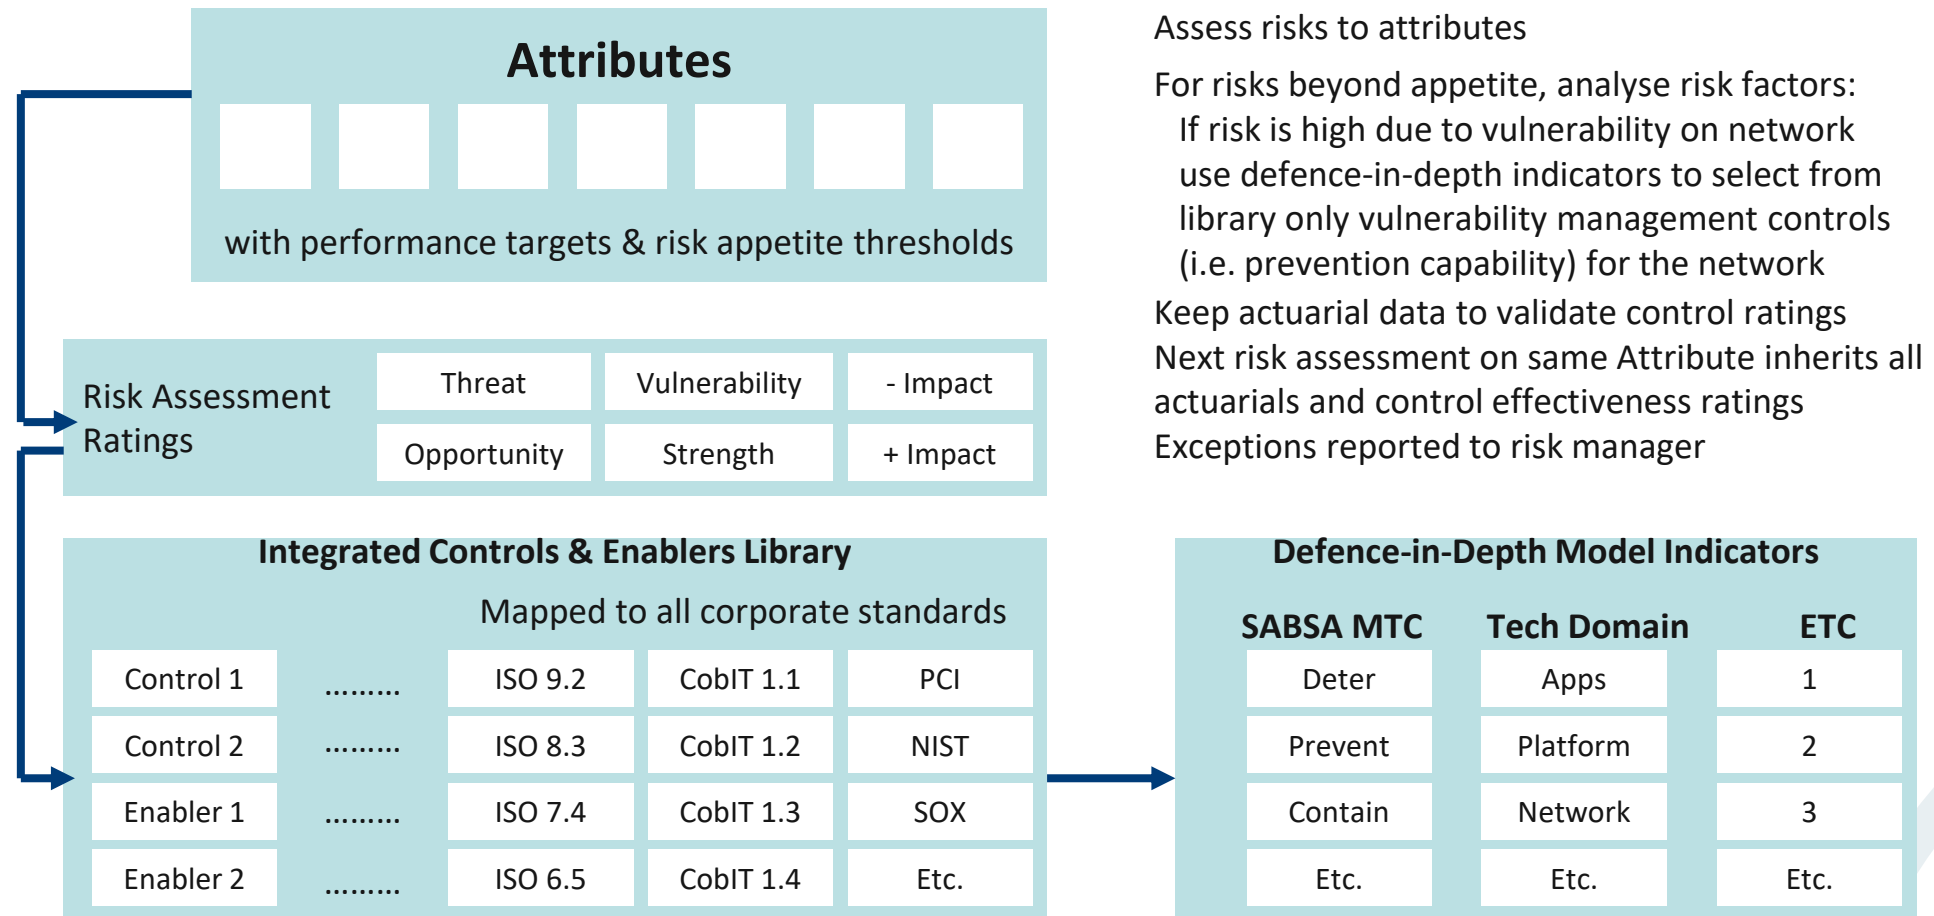 Attributes
with performance targets & risk appetite thresholds
Assess risks to attributes
For risks beyond appetite, analyse risk factors:
If risk is high due to vulnerability on network
use defence-in-depth indicators to select from
library only vulnerability management controls
(i.e. prevention capability) for the network
Keep actuarial data to validate control ratings
Next risk assessment on same Attribute inherits all
actuarials and control effectiveness ratings
Exceptions reported to risk manager
Risk Assessment
Ratings
Threat Vulnerability - Impact
Opportunity Strength + Impact
Integrated Controls & Enablers Library
Mapped to all corporate standards
Control 1 ......... ISO 9.2 CobIT 1.1 PCI
Control 2 ......... ISO 8.3 CobIT 1.2 NIST
Enabler 1 ......... ISO 7.4 CobIT 1.3 SOX
Enabler 2 ......... ISO 6.5 CobIT 1.4 Etc.
Defence-in-Depth Model Indicators
SABSA MTC Tech Domain ETC
Deter Apps 1
Prevent Platform 2
Contain Network 3
Etc. Etc. Etc.